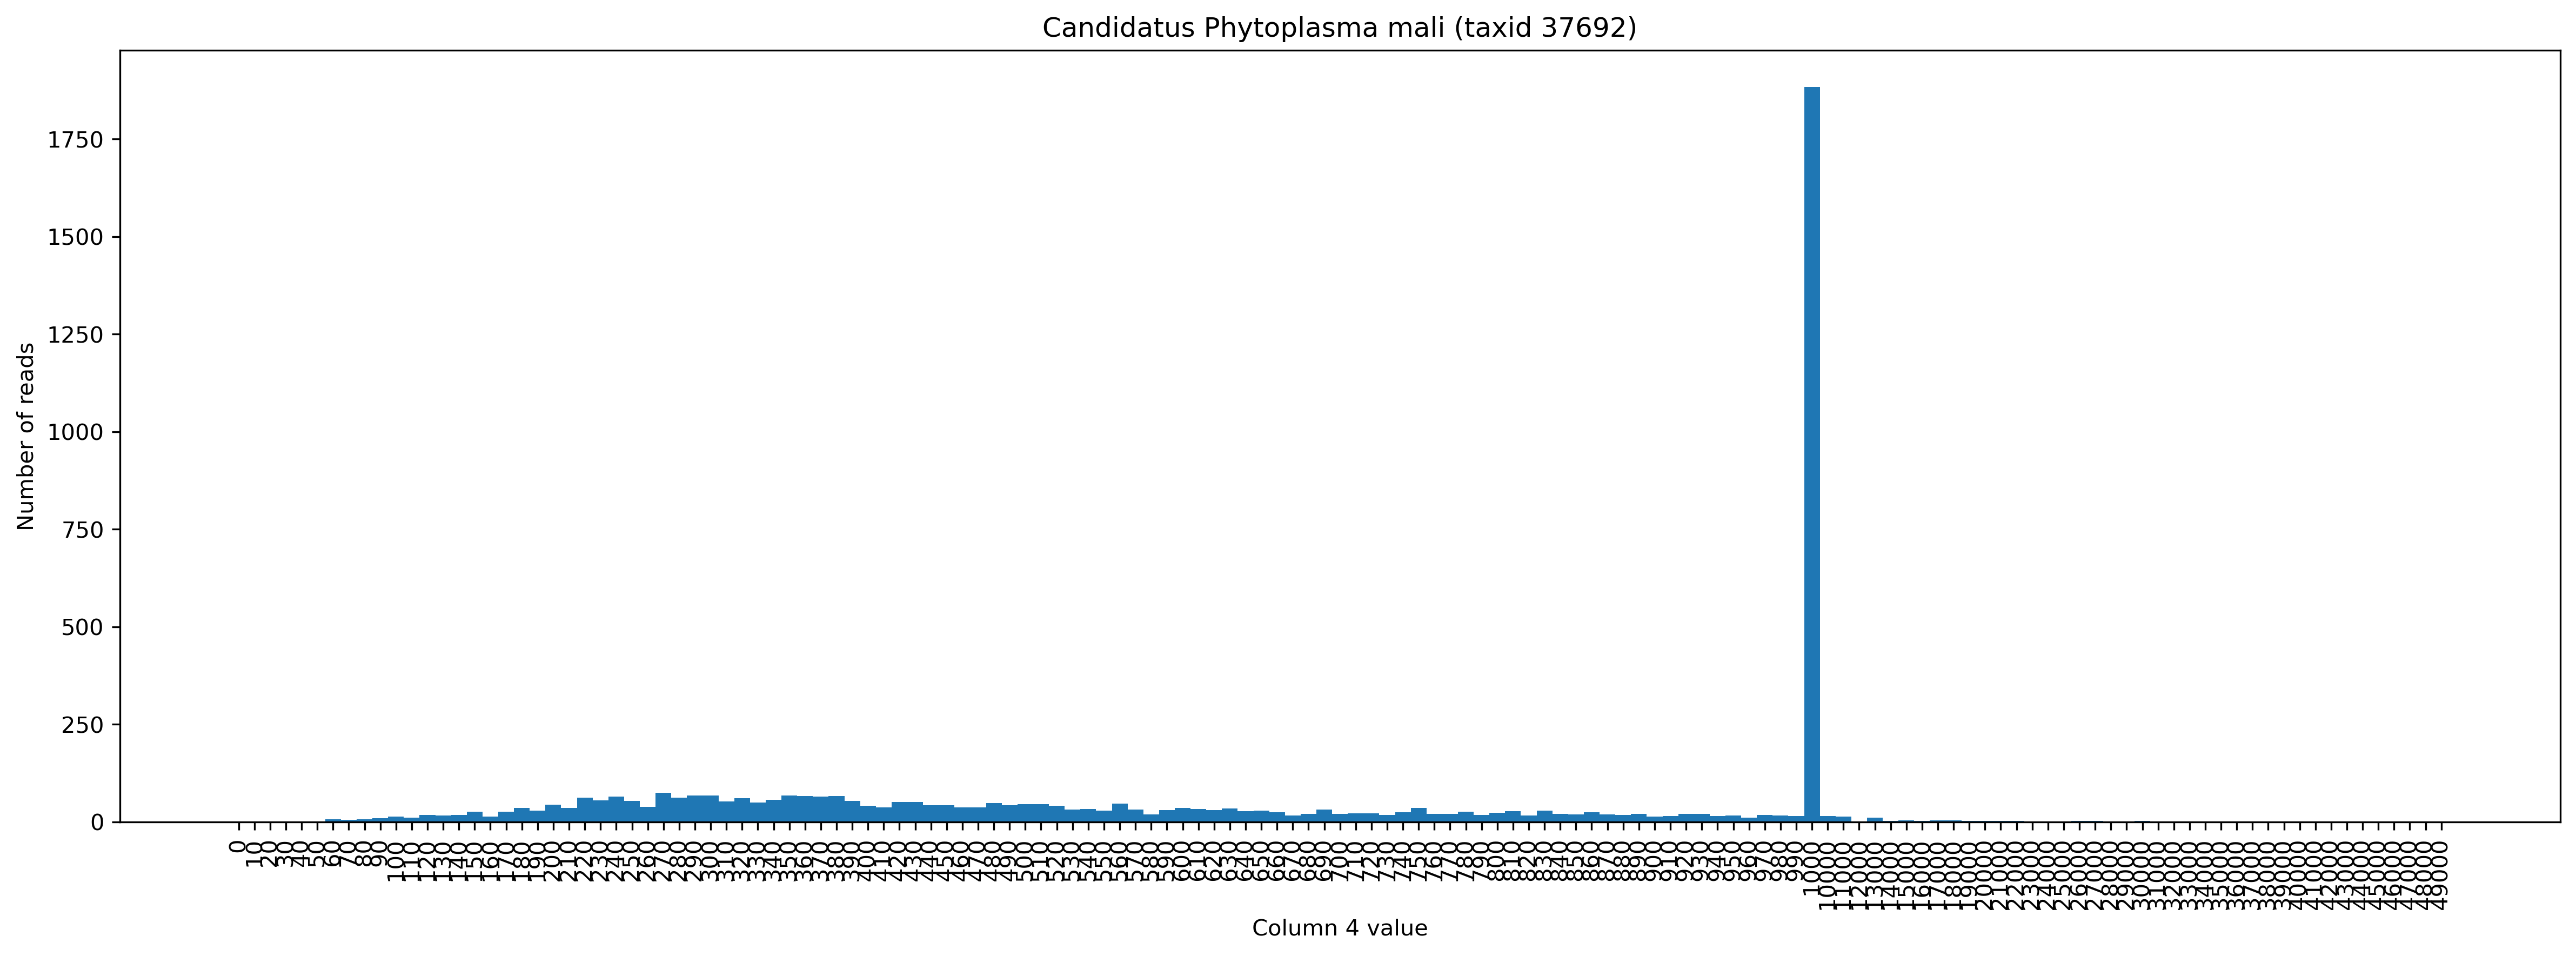 Candidatus Phytoplasma mali (taxid 37692)
Number of reads
1750
1500
1250
1000
750
500
250
0
0 10 20 30 40 50 60 70 80 90 100 110 120 130 140 150 160 170 180 190 200 210 220 230 240 250 260 270 280 290 300 310 320 330 340 350 360 370 380 390 400 410 420 430 440 450 460 470 480 490 500 510 520 530 540 550 560 570 580 590 600 610 620 630 640 650 660 670 680 690 700 710 720 730 740 750 760 770 780 790 800 810 820 830 840 850 860 870 880 890 900 910 920 930 940 950 960 970 980 990 1000 10000 11000 12000 13000 14000 15000 16000 17000 18000 19000 20000 21000 22000 23000 24000 25000 26000 27000 28000 29000 30000 31000 32000 33000 34000 35000 36000 37000 38000 39000 40000 41000 42000 43000 44000 45000 46000 47000 48000 49000
Column 4 value